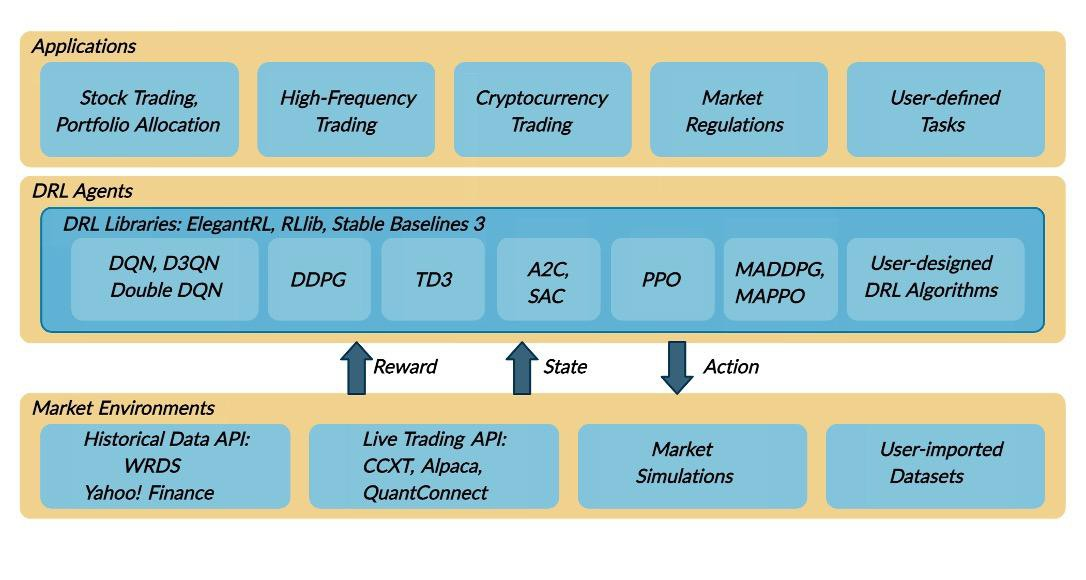 Applications
Stock Trading,
Portfolio Allocation
High-Frequency
Trading
Cryptocurrency
Trading
Market
Regulations
User-defined
Tasks
DRL Agents
DRL Libraries: ElegantRL, RLlib, Stable Baselines 3
DQN, D3QN
Double DQN
DDPG
TD3
A2C,
SAC
PPO
MADDPG,
MAPPO
User-designed
DRL Algorithms
Reward
State
Action
Market Environments
Historical Data API:
WRDS
Yahoo! Finance
Live Trading API:
CCXT, Alpaca,
QuantConnect
Market
Simulations
User-imported
Datasets